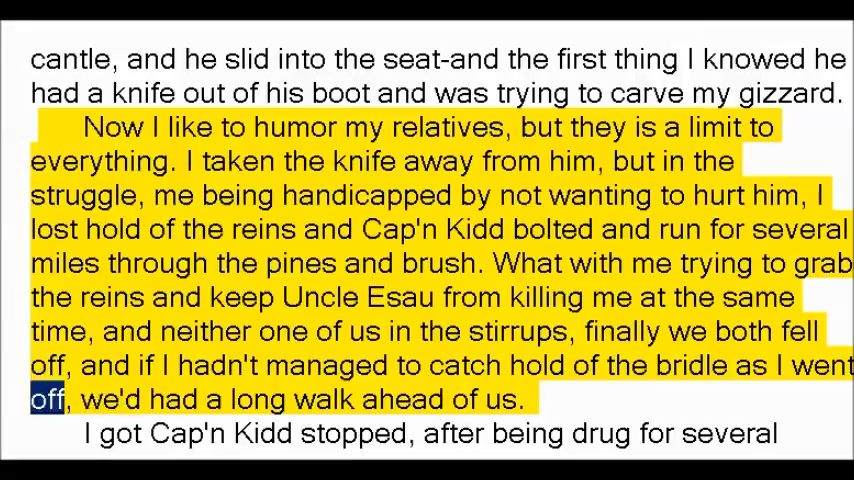 cantle, and he slid into the seat-and the first thing I knowed he
had a knife out of his boot and was trying to carve my gizzard.
Now I like to humor my relatives, but they is a limit to
everything. I taken the knife away from him, but in the
struggle, me being handicapped by not wanting to hurt him, I
lost hold of the reins and Cap'n Kidd bolted and run for several
miles through the pines and brush. What with me trying to grab
the reins and keep Uncle Esau from killing me at the same
time, and neither one of us in the stirrups, finally we both fell
off, and if I hadn't managed to catch hold of the bridle as I went
off, we'd had a long walk ahead of us.
I got Cap'n Kidd stopped, after being drug for several